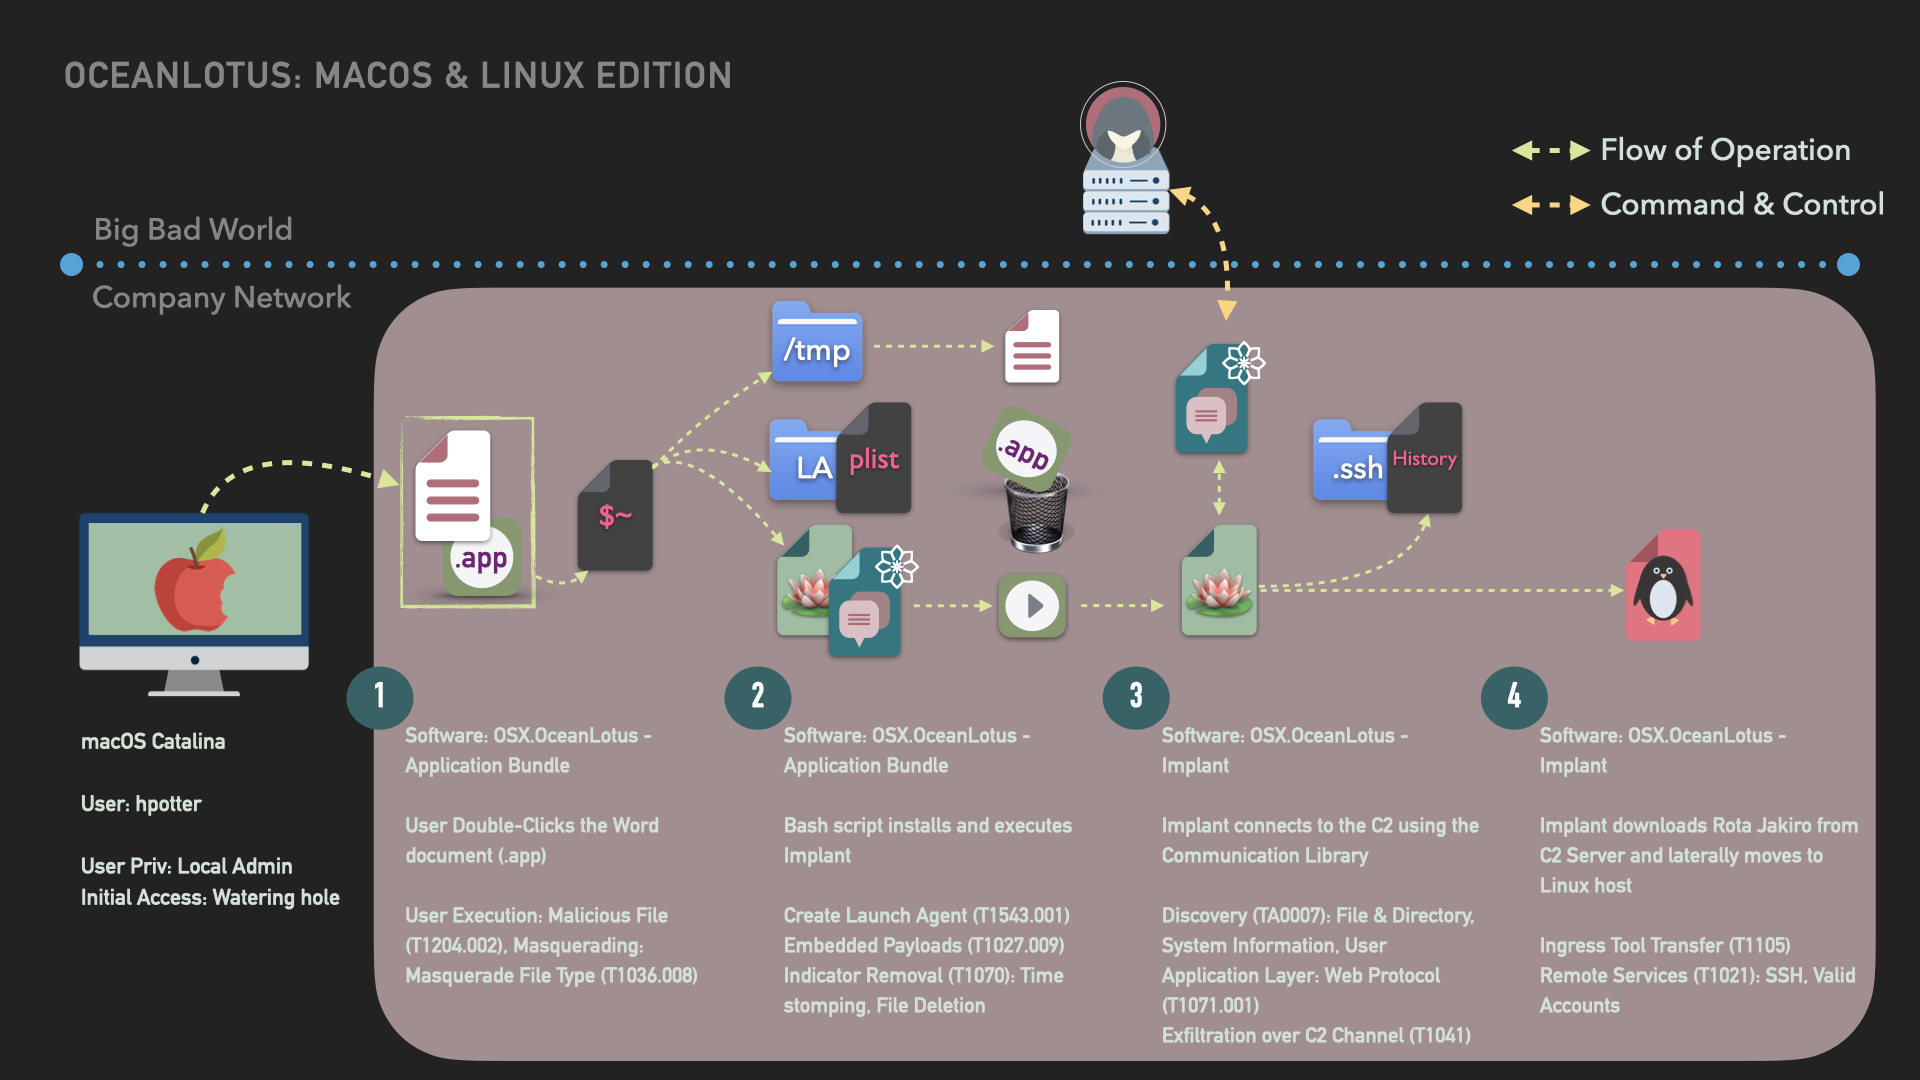 OCEANLOTUS: MACOS & LINUX EDITION
Flow of Operation
Command & Control
Big Bad World
Company Network
/tmp
LA
plist
.app
.ssh
History
$~
.app
1
2
3
4
macOS Catalina
User: hpotter
User Priv: Local Admin
Initial Access: Watering hole
Software: OSX.OceanLotus -
Application Bundle
User Double-Clicks the Word
document (.app)
User Execution: Malicious File
(T1204.002), Masquerading:
Masquerade File Type (T1036.008)
Software: OSX.OceanLotus -
Application Bundle
Bash script installs and executes
Implant
Create Launch Agent (T1543.001)
Embedded Payloads (T1027.009)
Indicator Removal (T1070): Time
stomping, File Deletion
Software: OSX.OceanLotus -
Implant
Implant connects to the C2 using the
Communication Library
Discovery (TA0007): File & Directory,
System Information, User
Application Layer: Web Protocol
(T1071.001)
Exfiltration over C2 Channel (T1041)
Software: OSX.OceanLotus -
Implant
Implant downloads Rota Jakiro from
C2 Server and laterally moves to
Linux host
Ingress Tool Transfer (T1105)
Remote Services (T1021): SSH, Valid
Accounts